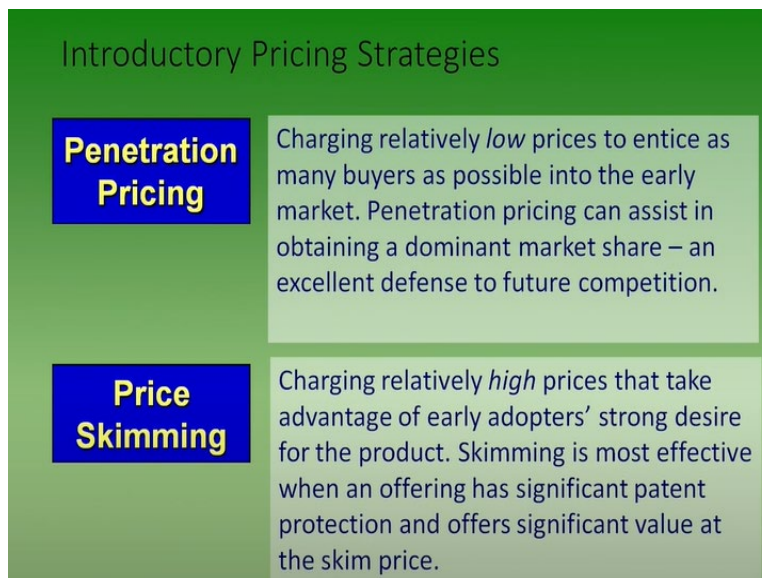 Introductory Pricing Strategies
Penetration
Pricing
Charging relatively low prices to entice as
many buyers as possible into the early
market. Penetration pricing can assist in
obtaining a dominant market share – an
excellent defense to future competition.
Price
Skimming
Charging relatively high prices that take
advantage of early adopters’ strong desire
for the product. Skimming is most effective
when an offering has significant patent
protection and offers significant value at
the skim price.